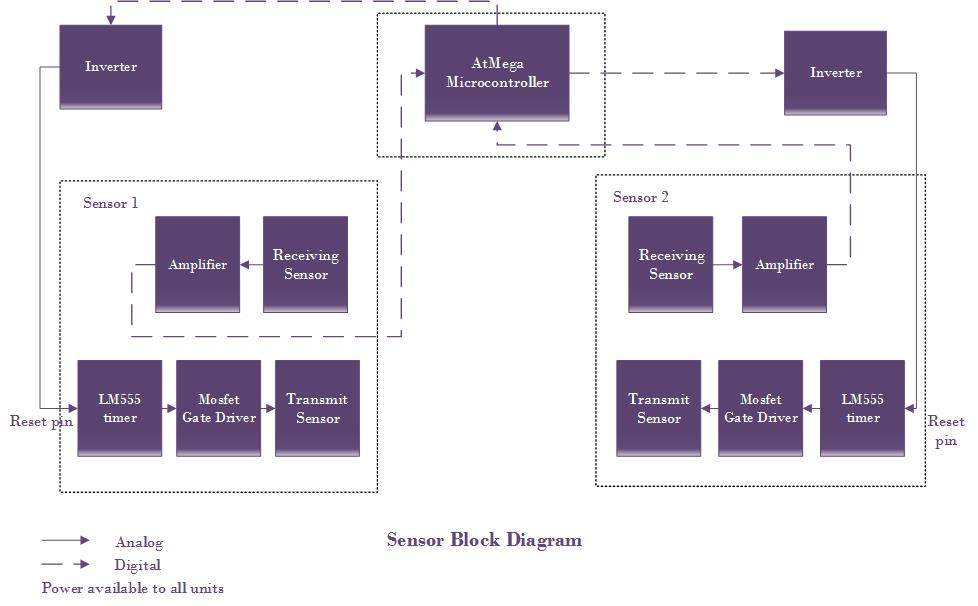 Inverter
AtMega
Microcontroller
Inverter
Sensor 1
Amplifier
Receiving
Sensor
LM555
timer
Mosfet
Gate Driver
Transmit
Sensor
Reset pin
Sensor 2
Receiving
Sensor
Amplifier
Transmit
Sensor
Mosfet
Gate Driver
LM555
timer
Reset
pin
Sensor Block Diagram
Analog
Digital
Power available to all units